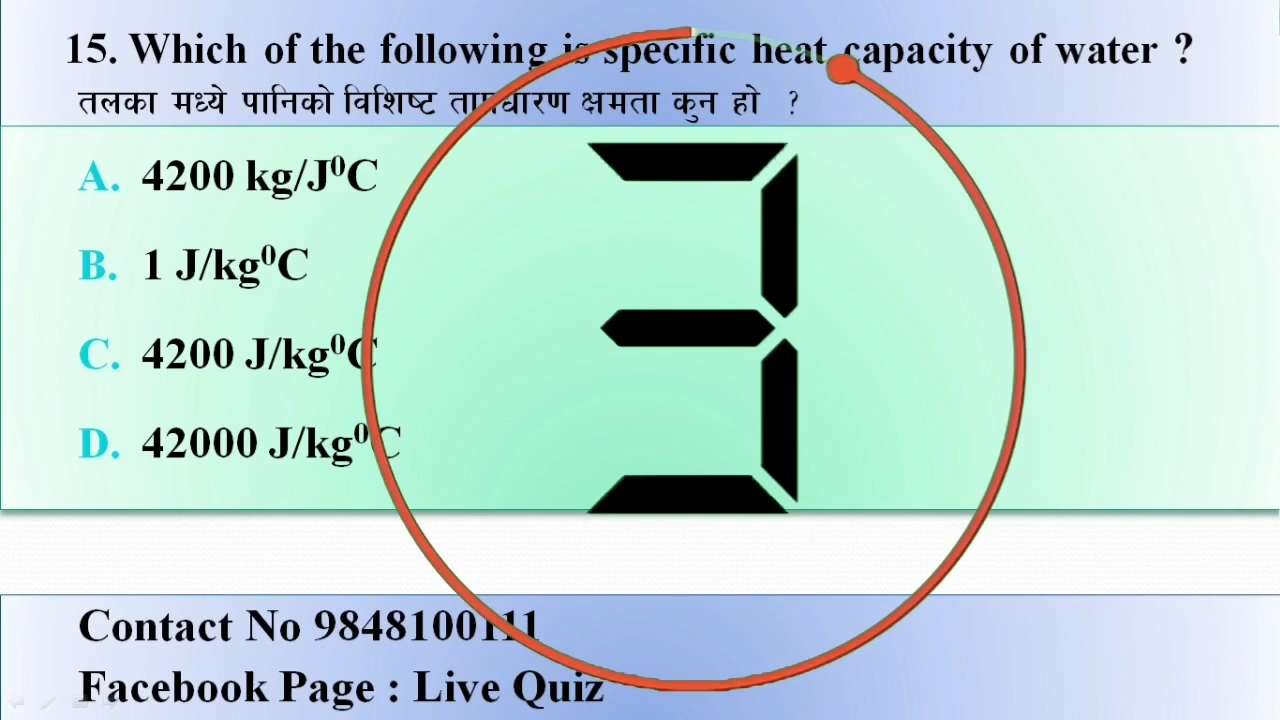 15. Which of the following is specific heat capacity of water ?
तलका मध्ये पानिको विशिष्ट तापधारण क्षमता कुन हो ?
A. 4200 kg/J⁰C
B. 1 J/kg⁰C
C. 4200 J/kg⁰C
D. 42000 J/kg⁰C
3
Contact No 9848100111
Facebook Page : Live Quiz